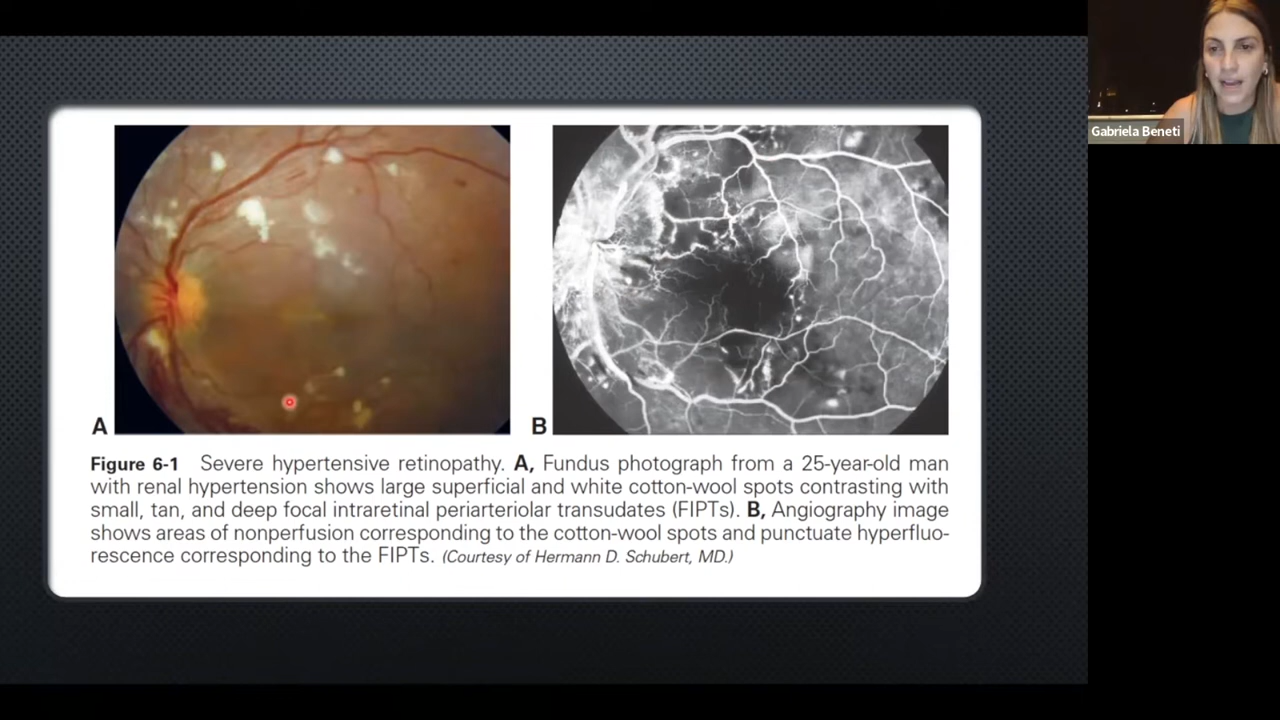 Gabriela Beneti
A
B
Figure 6-1 Severe hypertensive retinopathy. A, Fundus photograph from a 25-year-old man
with renal hypertension shows large superficial and white cotton-wool spots contrasting with
small, tan, and deep focal intraretinal periarteriolar transudates (FIPTs). B, Angiography image
shows areas of nonperfusion corresponding to the cotton-wool spots and punctuate hyperfluo-
rescence corresponding to the FIPTs. (Courtesy of Hermann D. Schubert, MD.)